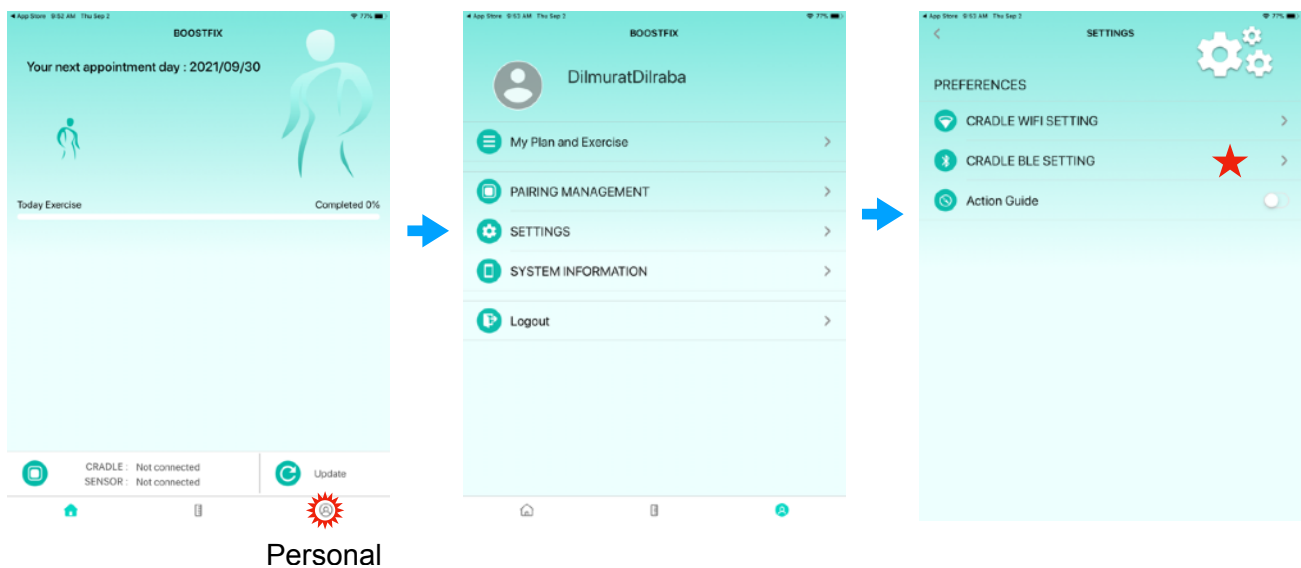 App Store 9:52 AM Thu Sep 2 77%
BOOSTFIX
Your next appointment day : 2021/09/30
Today Exercise Completed 0%
CRADLE : Not connected
SENSOR : Not connected
Update
Personal
App Store 9:53 AM Thu Sep 2 77%
BOOSTFIX
DilmuratDilraba
My Plan and Exercise
PAIRING MANAGEMENT
SETTINGS
SYSTEM INFORMATION
Logout
App Store 9:53 AM Thu Sep 2 77%
SETTINGS
PREFERENCES
CRADLE WIFI SETTING
CRADLE BLE SETTING
Action Guide